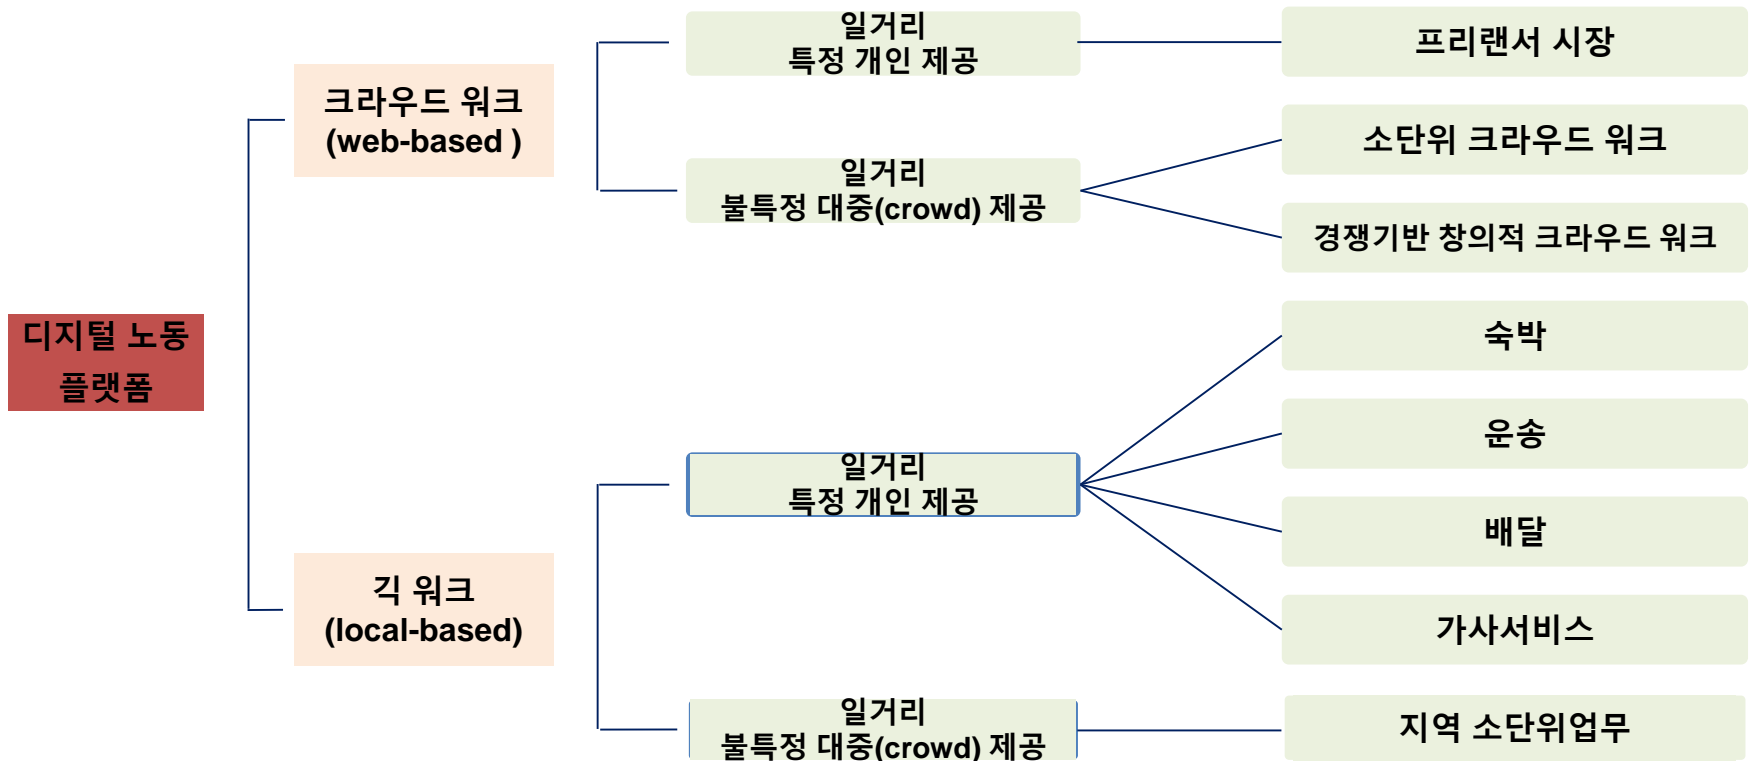 디지털 노동
플랫폼
크라우드 워크
(web-based )
긱 워크
(local-based)
일거리
특정 개인 제공
일거리
불특정 대중(crowd) 제공
일거리
특정 개인 제공
일거리
불특정 대중(crowd) 제공
프리랜서 시장
소단위 크라우드 워크
경쟁기반 창의적 크라우드 워크
숙박
운송
배달
가사서비스
지역 소단위업무